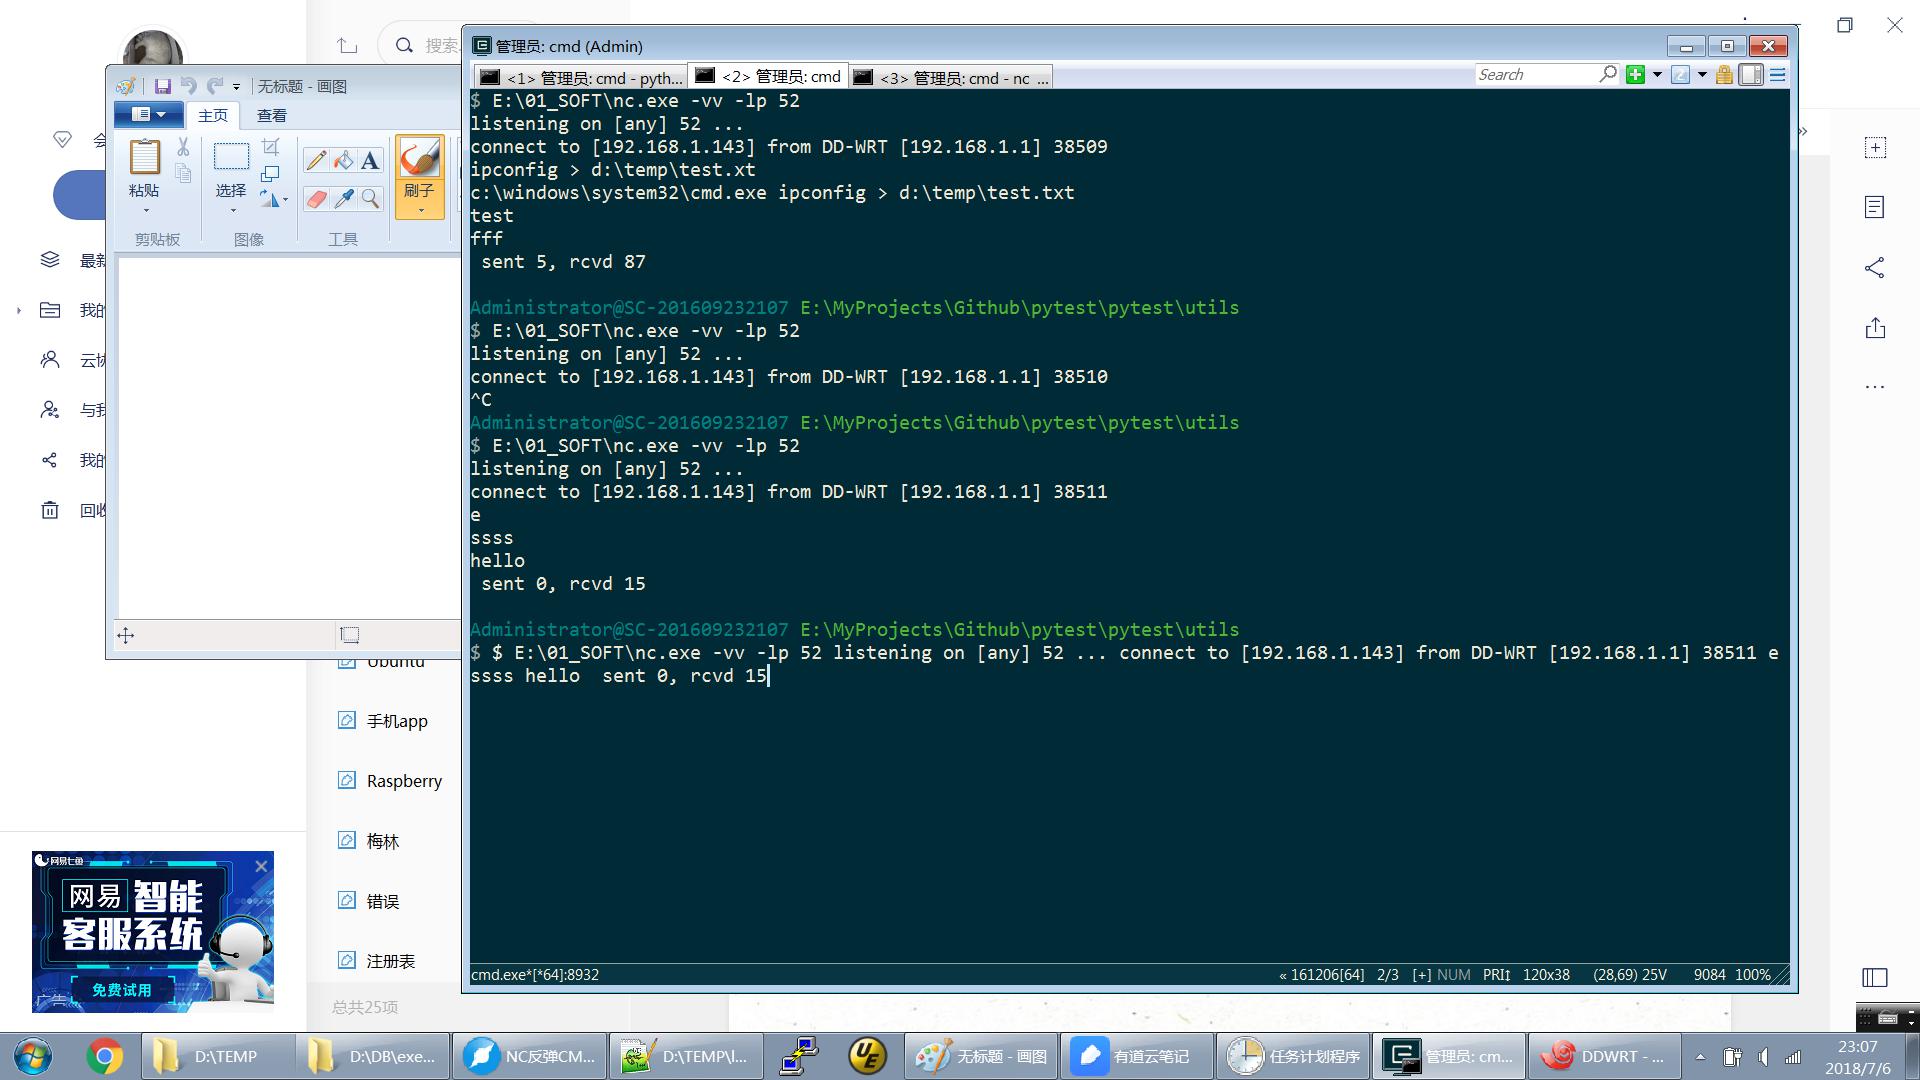 搜索
管理员: cmd (Admin)
<1> 管理员: cmd - pyth...
<2> 管理员: cmd
<3> 管理员: cmd - nc ...
Search
$ E:\01_SOFT\nc.exe -vv -lp 52
listening on [any] 52 ...
connect to [192.168.1.143] from DD-WRT [192.168.1.1] 38509
ipconfig > d:\temp\test.xt
c:\windows\system32\cmd.exe ipconfig > d:\temp\test.txt
test
fff
sent 5, rcvd 87
Administrator@SC-201609232107 E:\MyProjects\Github\pytest\pytest\utils
$ E:\01_SOFT\nc.exe -vv -lp 52
listening on [any] 52 ...
connect to [192.168.1.143] from DD-WRT [192.168.1.1] 38510
^C
Administrator@SC-201609232107 E:\MyProjects\Github\pytest\pytest\utils
$ E:\01_SOFT\nc.exe -vv -lp 52
listening on [any] 52 ...
connect to [192.168.1.143] from DD-WRT [192.168.1.1] 38511
e
ssss
hello
sent 0, rcvd 15
Administrator@SC-201609232107 E:\MyProjects\Github\pytest\pytest\utils
$ $ E:\01_SOFT\nc.exe -vv -lp 52 listening on [any] 52 ... connect to [192.168.1.143] from DD-WRT [192.168.1.1] 38511 e
ssss hello  sent 0, rcvd 15
cmd.exe*[*64]:8932
« 161206[64] 2/3 [+] NUM PRI↕ 120x38 (28,69) 25V 9084 100%
无标题 - 画图
主页 查看
粘贴
选择
刷子
剪贴板 图像 工具
最新
我的
云协
与我
我的
回收
Ubuntu
手机app
Raspberry
梅林
错误
注册表
总共25项
网易七鱼
网易 智能
客服系统
免费试用
广告
D:\TEMP
D:\DB\exe...
NC反弹CM...
D:\TEMP\l...
无标题 - 画图
有道云笔记
任务计划程序
管理员: cm...
DDWRT - ...
23:07
2018/7/6